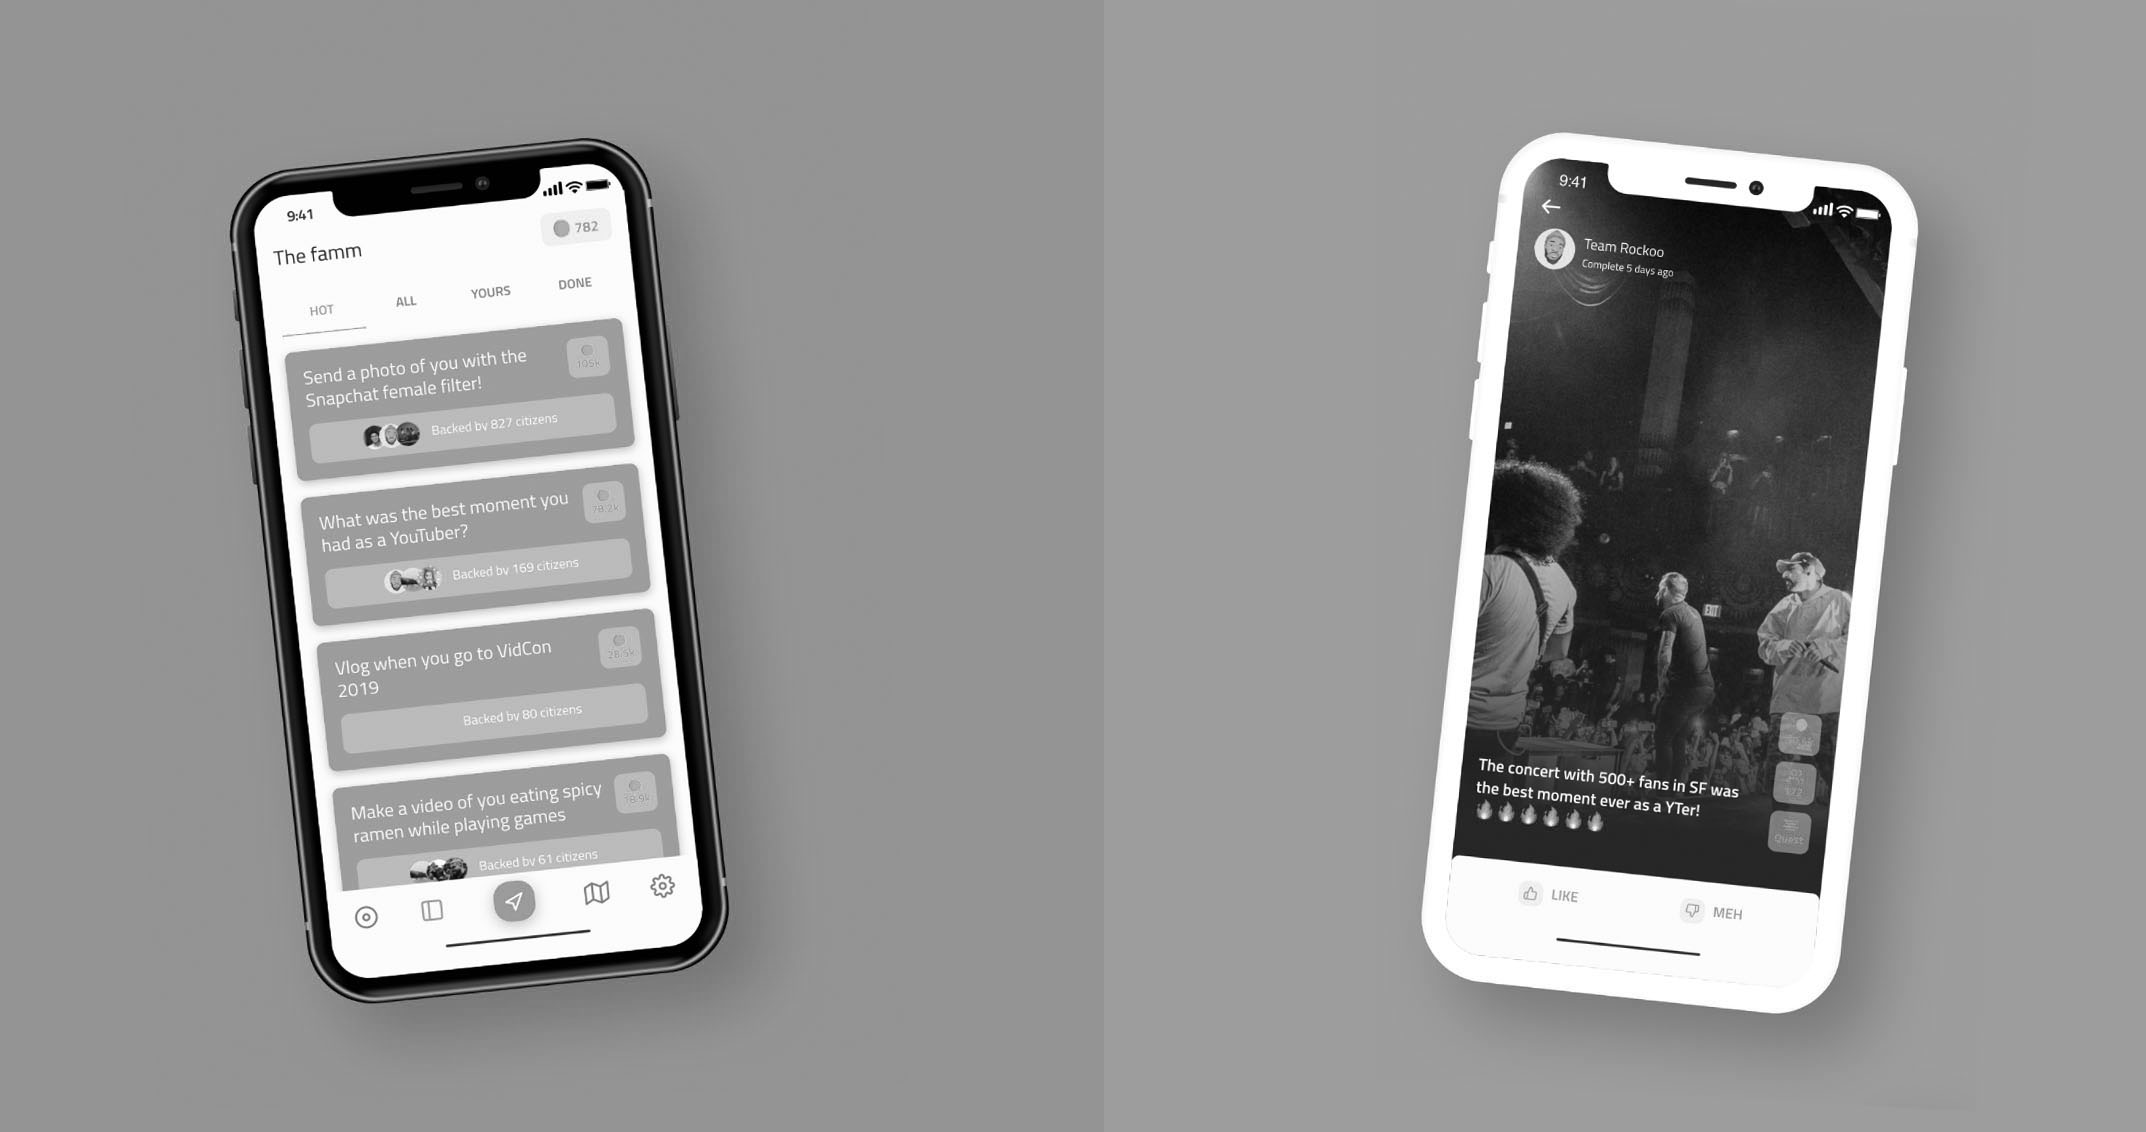 9:41
The famm
782
HOT
ALL
YOURS
DONE
Send a photo of you with the
Snapchat female filter!
105k
Backed by 827 citizens
What was the best moment you
had as a YouTuber?
78.2k
Backed by 169 citizens
Vlog when you go to VidCon
2019
28.5k
Backed by 80 citizens
Make a video of you eating spicy
ramen while playing games
Backed by 61 citizens
9:41
Team Rockoo
Complete 5 days ago
EXIT
The concert with 500+ fans in SF was
the best moment ever as a YTer!
🔥🔥🔥🔥🔥🔥
172
Quest
LIKE
MEH